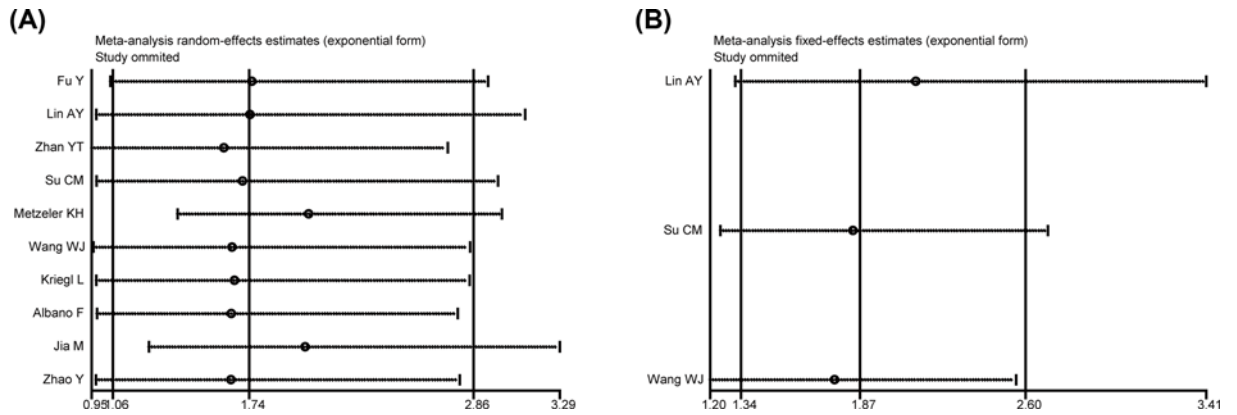 (A)
Meta-analysis random-effects estimates (exponential form)
Study ommited
Fu Y
Lin AY
Zhan YT
Su CM
Metzeler KH
Wang WJ
Kriegl L
Albano F
Jia M
Zhao Y
0.95 1.06 1.74 2.86 3.29
(B)
Meta-analysis fixed-effects estimates (exponential form)
Study ommited
Lin AY
Su CM
Wang WJ
1.20 1.34 1.87 2.60 3.41